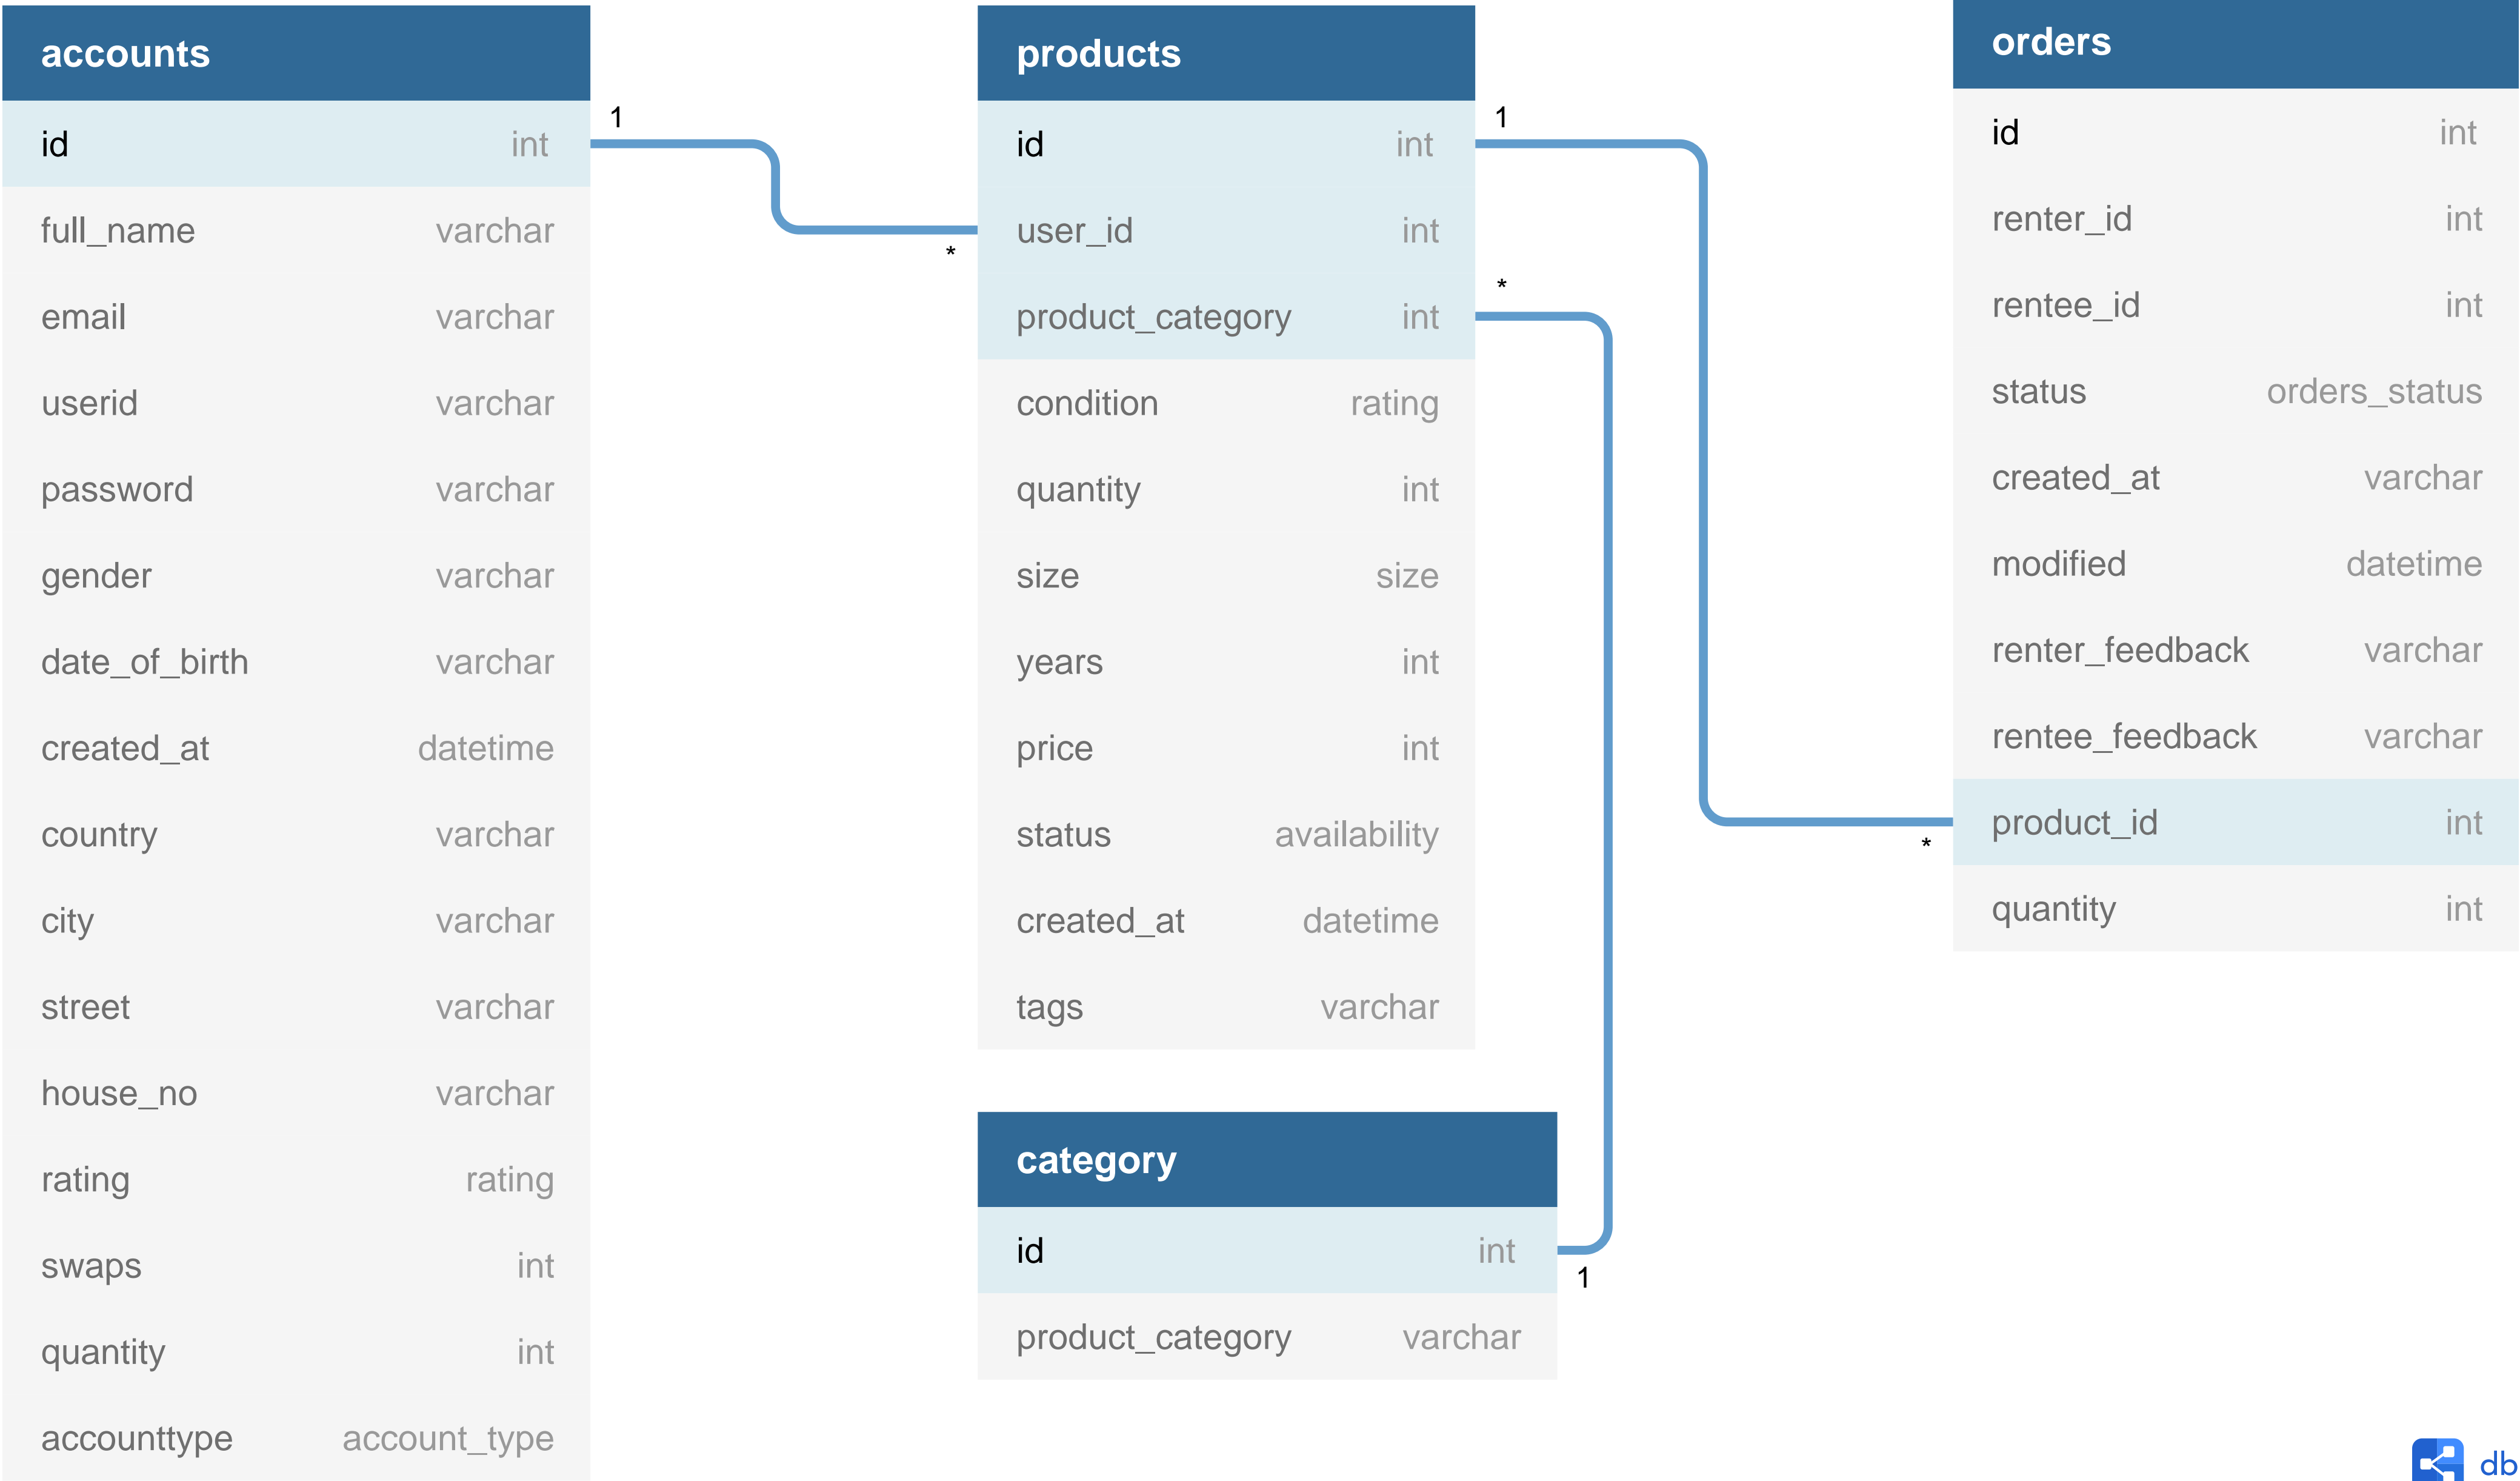 accounts
id int
full_name varchar
email varchar
userid varchar
password varchar
gender varchar
date_of_birth varchar
created_at datetime
country varchar
city varchar
street varchar
house_no varchar
rating rating
swaps int
quantity int
accounttype account_type
1
*
products
id int
user_id int
product_category int
condition rating
quantity int
size size
years int
price int
status availability
created_at datetime
tags varchar
1
*
*
category
id int
product_category varchar
1
orders
id int
renter_id int
rentee_id int
status orders_status
created_at varchar
modified datetime
renter_feedback varchar
rentee_feedback varchar
product_id int
quantity int
db